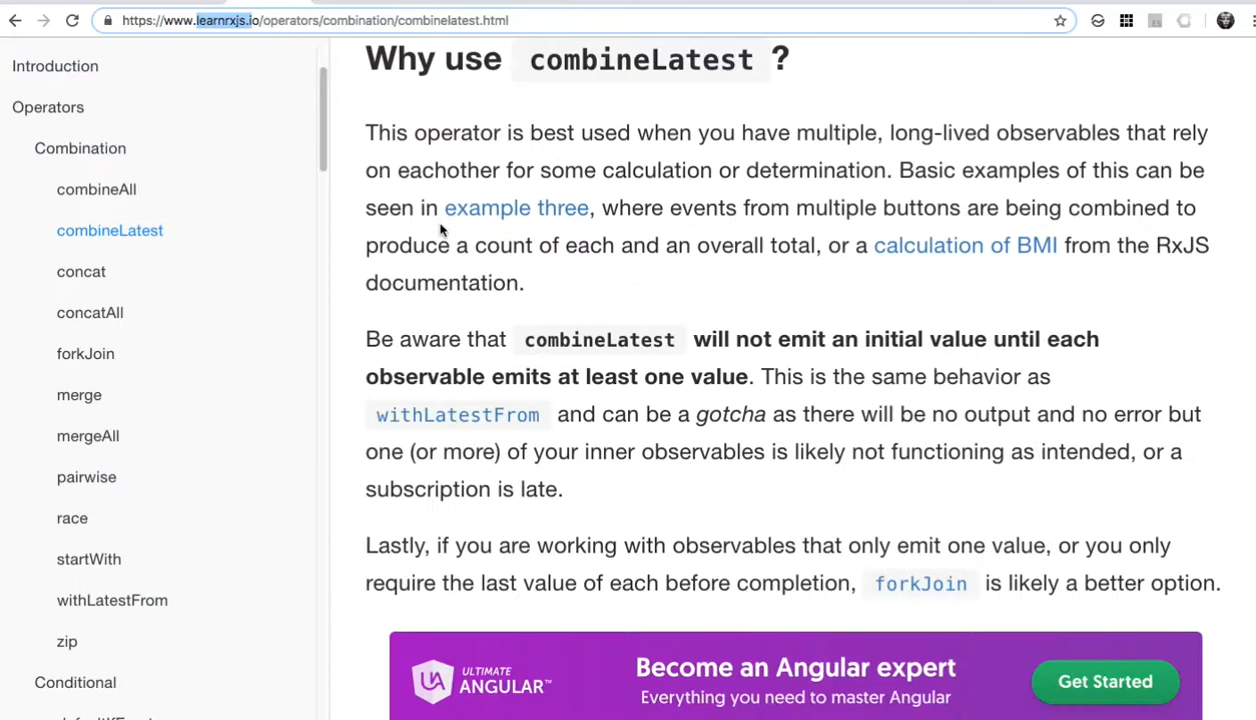 https://www.learnrxjs.io/operators/combination/combinelatest.html
Introduction
Operators
Combination
combineAll
combineLatest
concat
concatAll
forkJoin
merge
mergeAll
pairwise
race
startWith
withLatestFrom
zip
Conditional
Why use combineLatest ?
This operator is best used when you have multiple, long-lived observables that rely
on eachother for some calculation or determination. Basic examples of this can be
seen in example three, where events from multiple buttons are being combined to
produce a count of each and an overall total, or a calculation of BMI from the RxJS
documentation.
Be aware that combineLatest will not emit an initial value until each
observable emits at least one value. This is the same behavior as
withLatestFrom and can be a gotcha as there will be no output and no error but
one (or more) of your inner observables is likely not functioning as intended, or a
subscription is late.
Lastly, if you are working with observables that only emit one value, or you only
require the last value of each before completion, forkJoin is likely a better option.
UA
ULTIMATE
ANGULAR™
Become an Angular expert
Everything you need to master Angular
Get Started